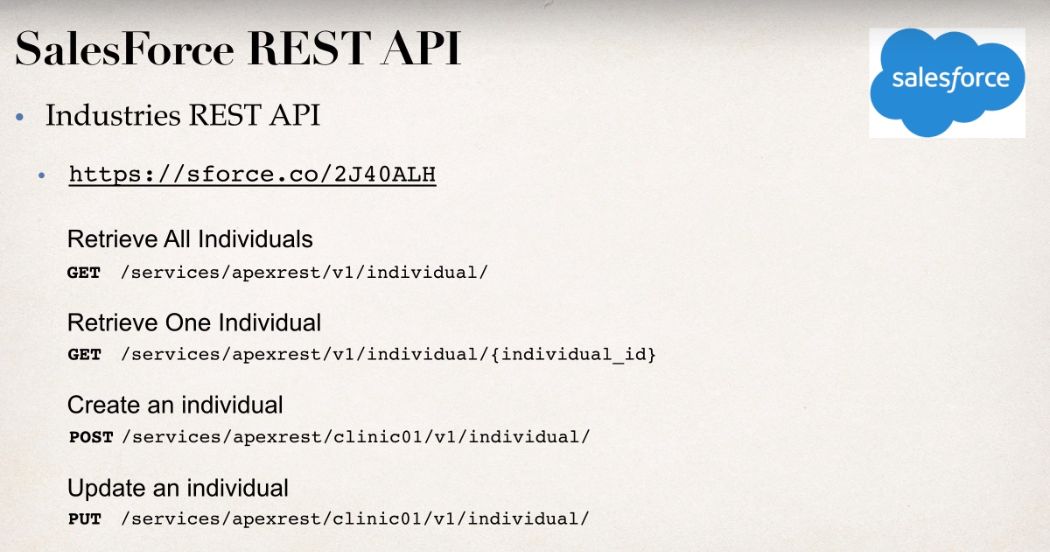 SalesForce REST API
salesforce
• Industries REST API
• https://sforce.co/2J40ALH
Retrieve All Individuals
GET /services/apexrest/v1/individual/
Retrieve One Individual
GET /services/apexrest/v1/individual/{individual_id}
Create an individual
POST /services/apexrest/clinic01/v1/individual/
Update an individual
PUT /services/apexrest/clinic01/v1/individual/